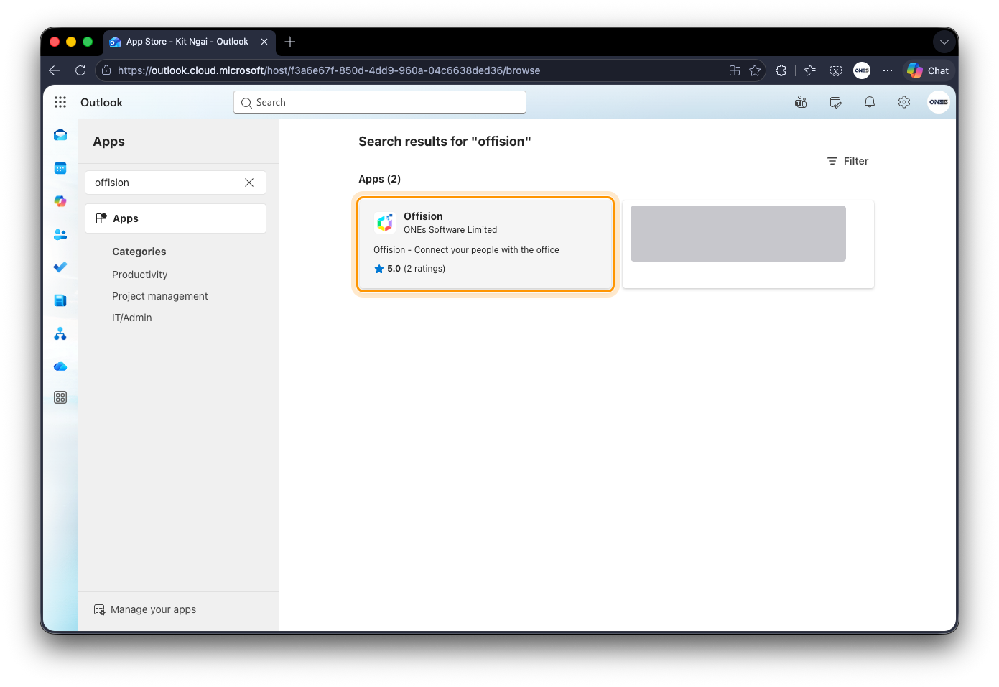 App Store - Kit Ngai - Outlook
https://outlook.cloud.microsoft/host/f3a6e67f-850d-4dd9-960a-04c6638ded36/browse
ONES
Chat
Outlook
Search
ONES
Apps
offision
Apps
Categories
Productivity
Project management
IT/Admin
Manage your apps
Search results for "offision"
Filter
Apps (2)
Offision
ONEs Software Limited
Offision - Connect your people with the office
5.0 (2 ratings)